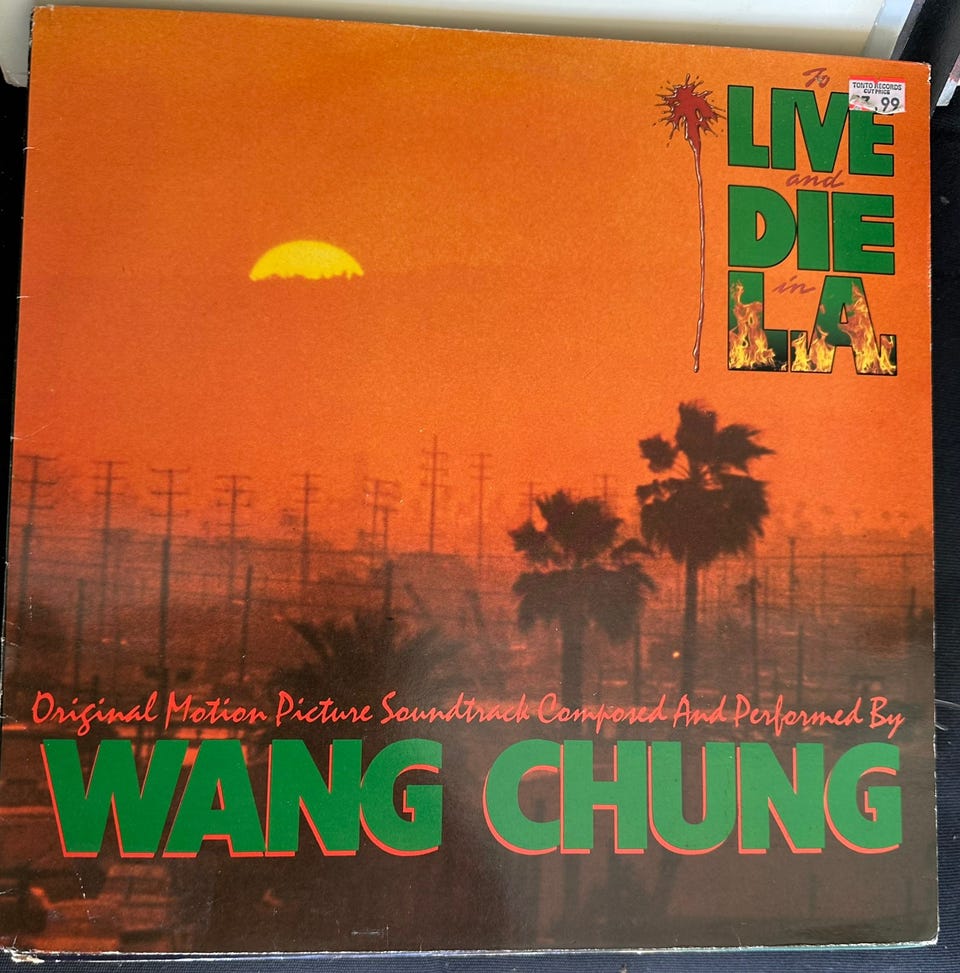 To
LIVE
and
DIE
in
L.A.
TONTO RECORDS
CUT PRICE
.99
Original Motion Picture Soundtrack Composed And Performed By
WANG CHUNG